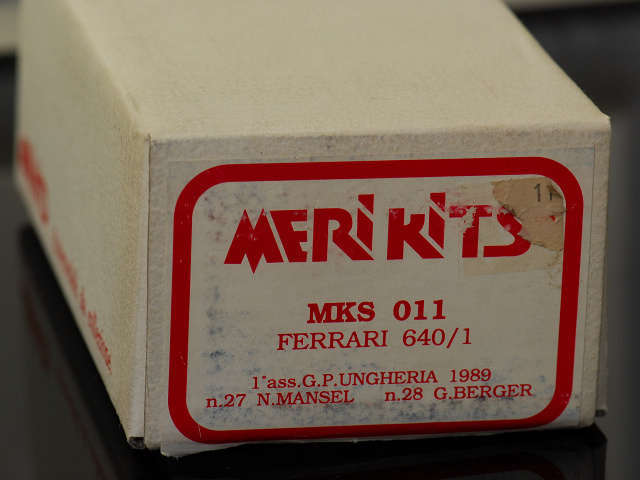 MERI KITS
MKS 011
FERRARI 640/1
1°ass.G.P.UNGHERIA 1989
n.27 N.MANSEL n.28 G.BERGER